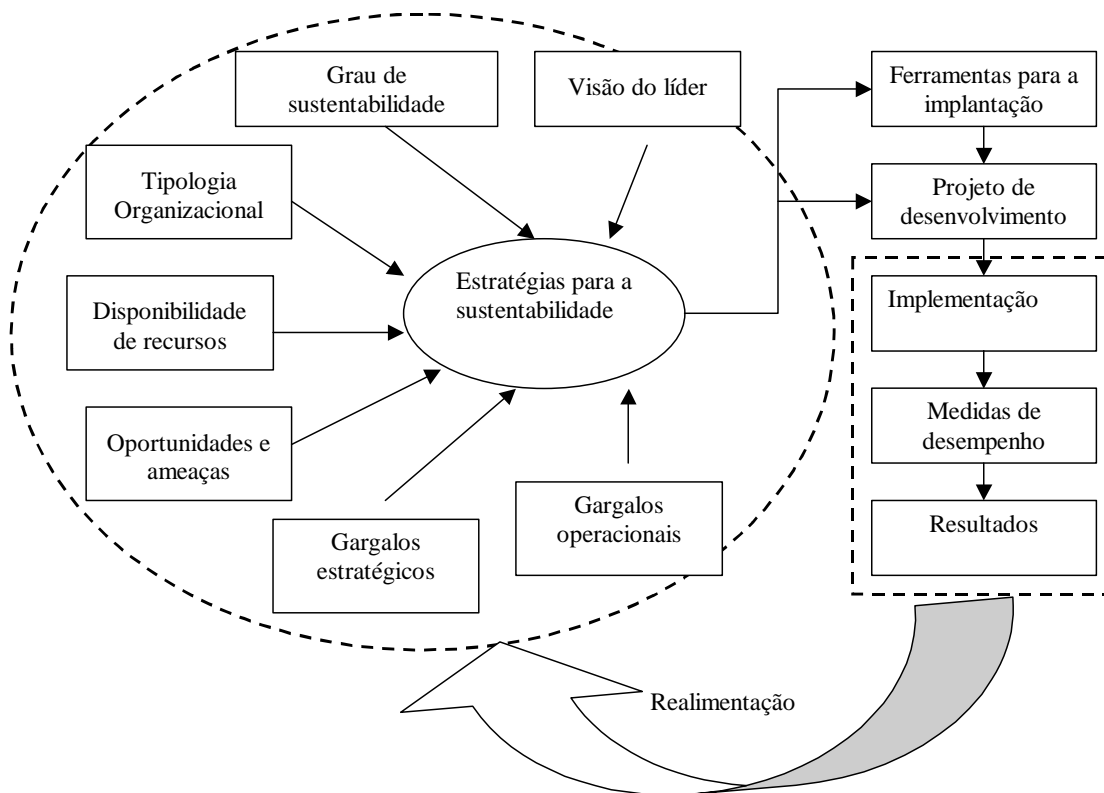 Grau de
sustentabilidade
Visão do líder
Ferramentas para a
implantação
Tipologia
Organizacional
Projeto de
desenvolvimento
Estratégias para a
sustentabilidade
Implementação
Disponibilidade
de recursos
Medidas de
desempenho
Oportunidades e
ameaças
Gargalos
operacionais
Resultados
Gargalos
estratégicos
Realimentação